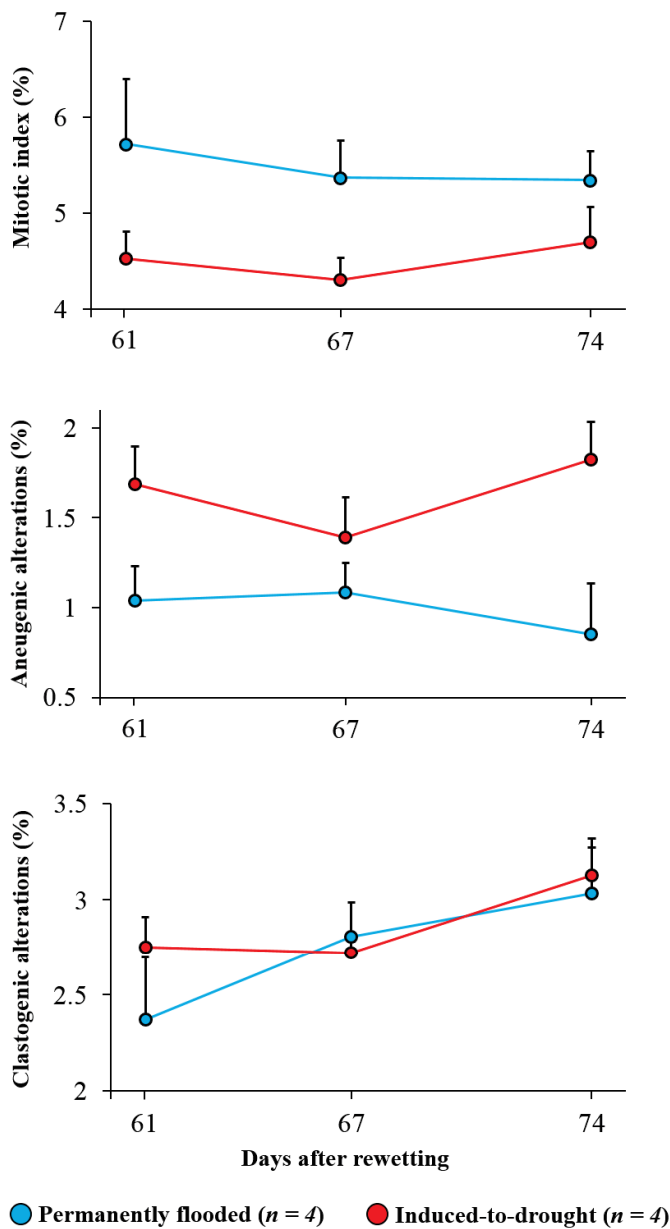 Mitotic index (%)
7
6
5
4
61 67 74
Aneugenic alterations (%)
2
1.5
1
0.5
61 67 74
Clastogenic alterations (%)
3.5
3
2.5
2
61 67 74
Days after rewetting
Permanently flooded (n = 4) Induced-to-drought (n = 4)